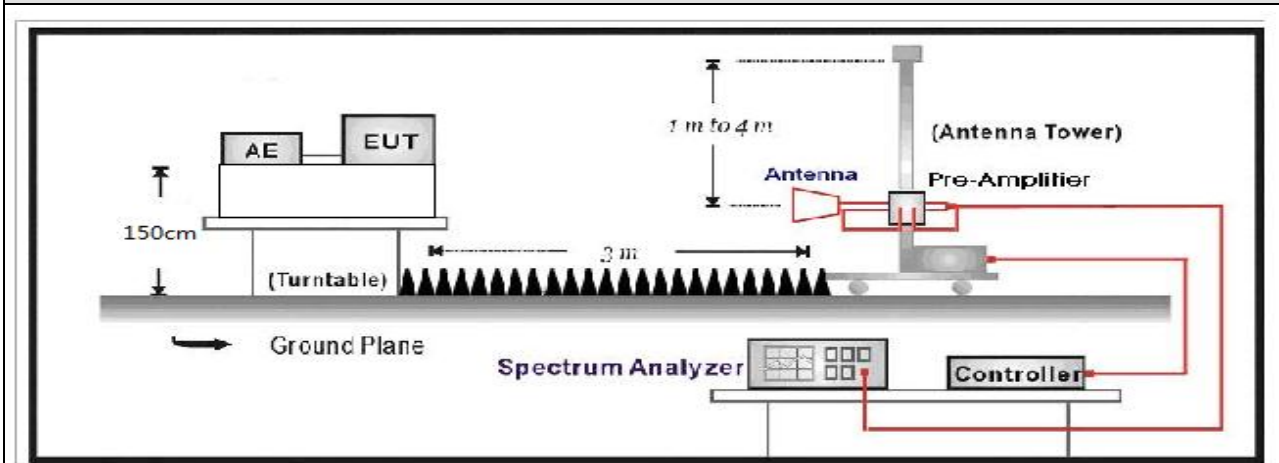 1 m to 4 m
(Antenna Tower)
AE
EUT
Antenna
Pre-Amplifier
150cm
3 m
(Turntable)
Ground Plane
Spectrum Analyzer
Controller